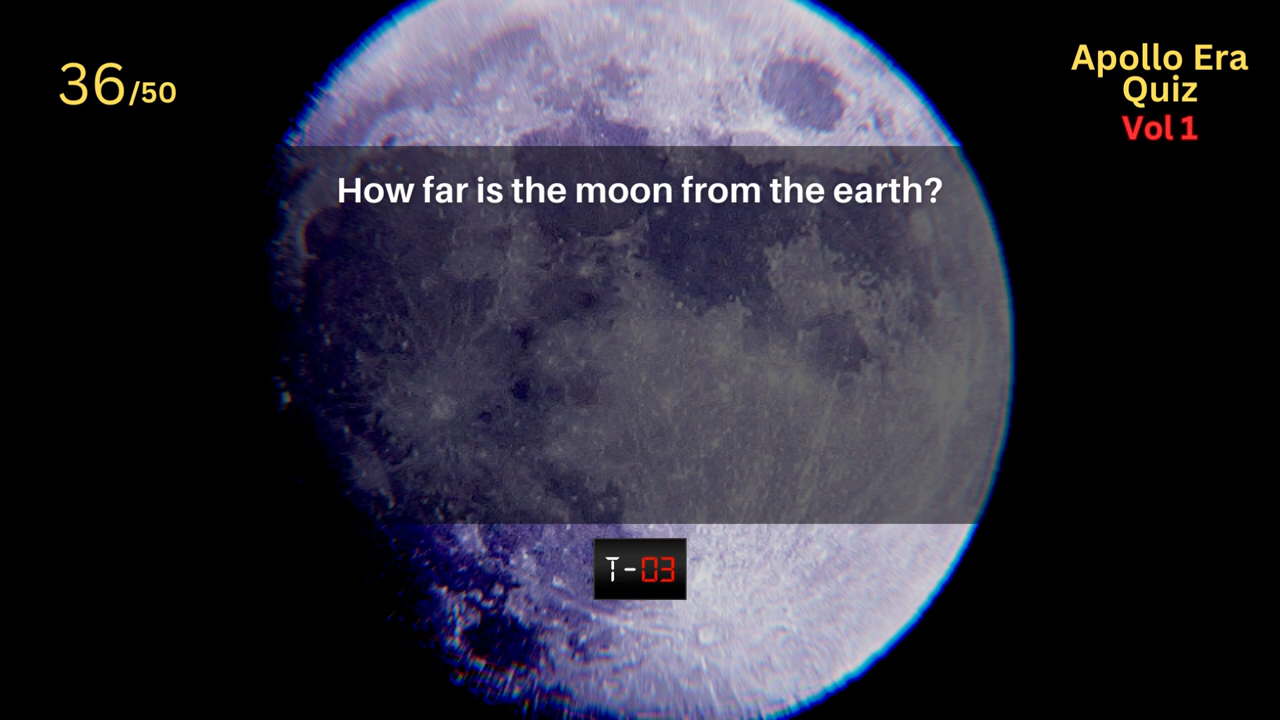 36/50
Apollo Era
Quiz
Vol 1
How far is the moon from the earth?
T-03